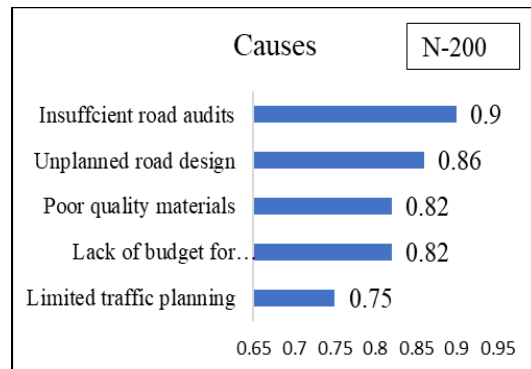 Causes
N-200
Insuffcient road audits
0.9
Unplanned road design
0.86
Poor quality materials
0.82
Lack of budget for…
0.82
Limited traffic planning
0.75
0.65 0.7 0.75 0.8 0.85 0.9 0.95